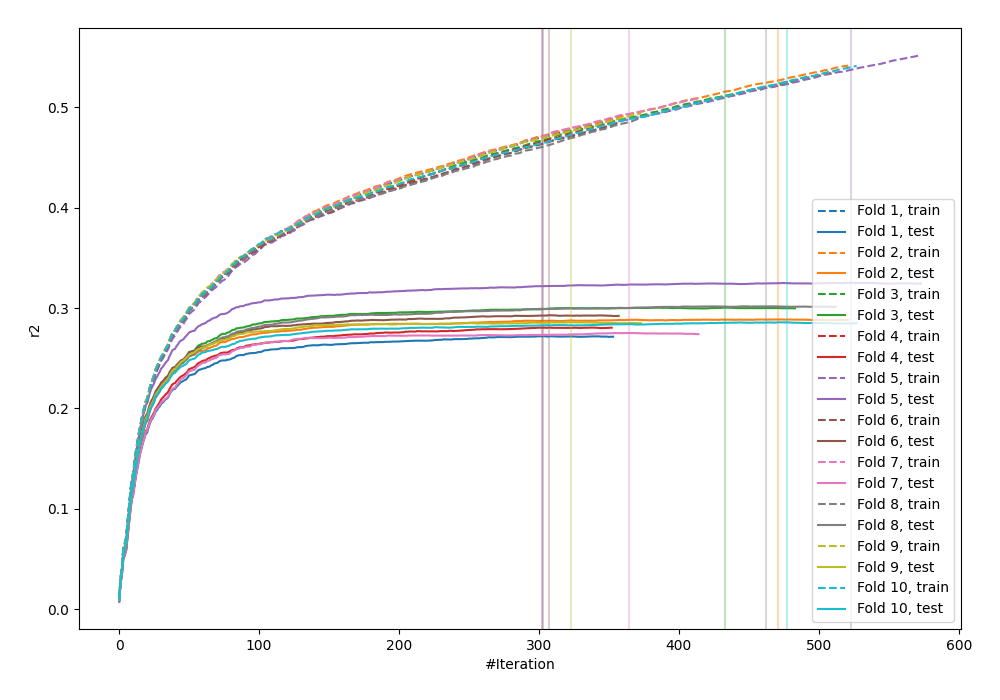 r2
0.5
0.4
0.3
0.2
0.1
0.0
0 100 200 300 400 500 600
#Iteration
Fold 1, train
Fold 1, test
Fold 2, train
Fold 2, test
Fold 3, train
Fold 3, test
Fold 4, train
Fold 4, test
Fold 5, train
Fold 5, test
Fold 6, train
Fold 6, test
Fold 7, train
Fold 7, test
Fold 8, train
Fold 8, test
Fold 9, train
Fold 9, test
Fold 10, train
Fold 10, test